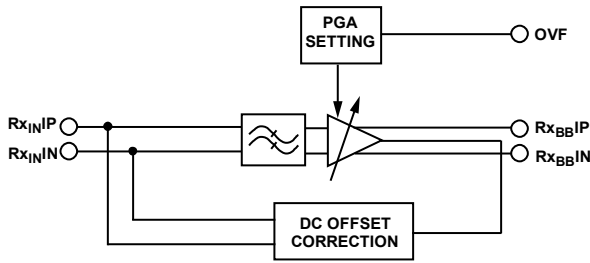 PGA
SETTING
OVF
RxINIP
RxBBIP
RxININ
RxBBIN
DC OFFSET
CORRECTION